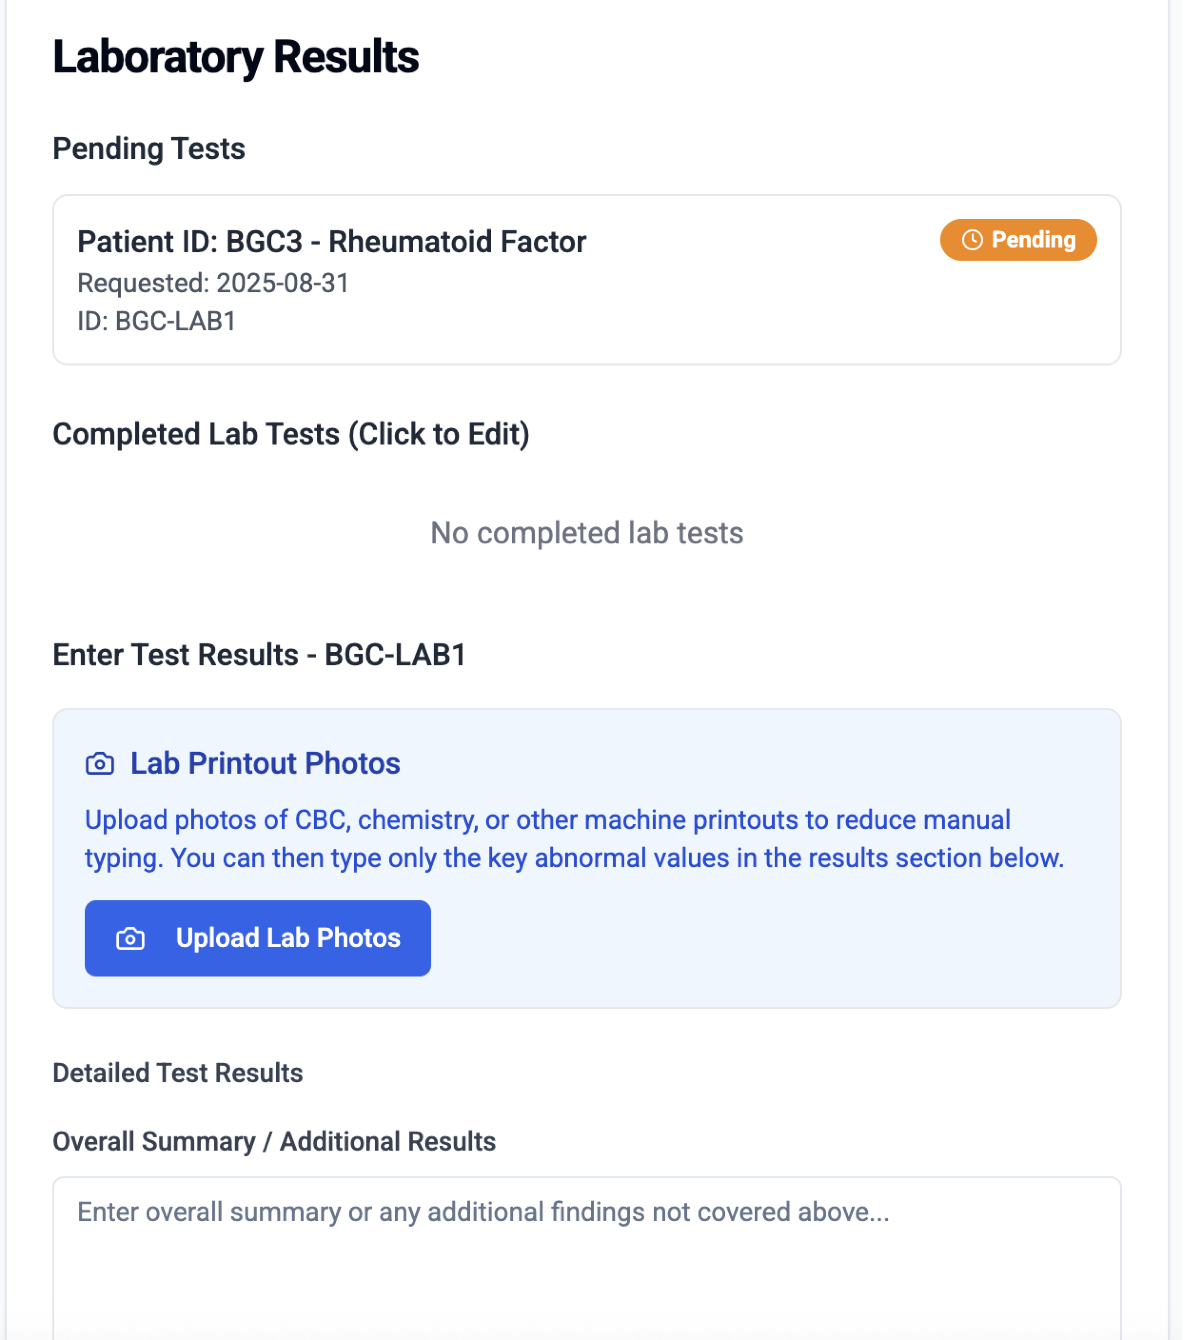 Laboratory Results
Pending Tests
Patient ID: BGC3 - Rheumatoid Factor
Pending
Requested: 2025-08-31
ID: BGC-LAB1
Completed Lab Tests (Click to Edit)
No completed lab tests
Enter Test Results - BGC-LAB1
Lab Printout Photos
Upload photos of CBC, chemistry, or other machine printouts to reduce manual
typing. You can then type only the key abnormal values in the results section below.
Upload Lab Photos
Detailed Test Results
Overall Summary / Additional Results
Enter overall summary or any additional findings not covered above...